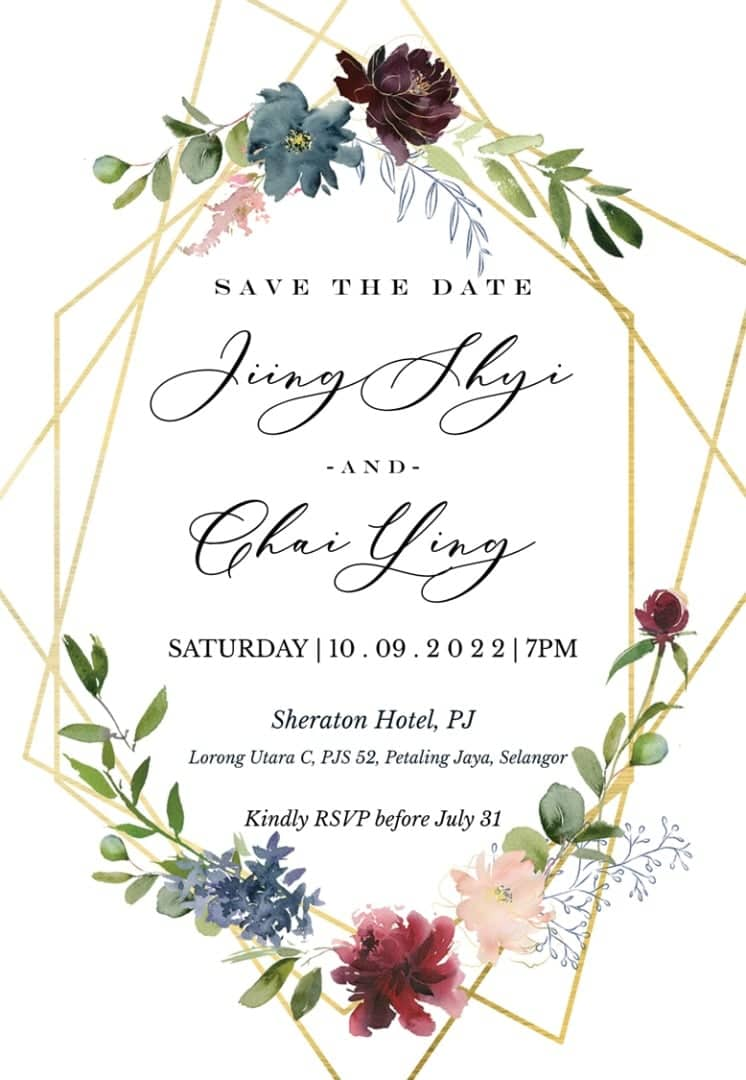 SAVE THE DATE
Jiing Shyi
-AND-
Chai Ying
SATURDAY | 10 . 09 . 2 0 2 2 | 7PM
Sheraton Hotel, PJ
Lorong Utara C, PJS 52, Petaling Jaya, Selangor
Kindly RSVP before July 31